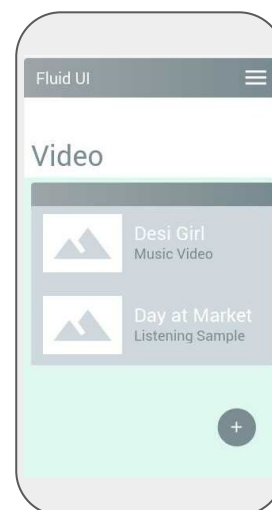 Fluid UI
Video
Desi Girl
Music Video
Day at Market
Listening Sample
+